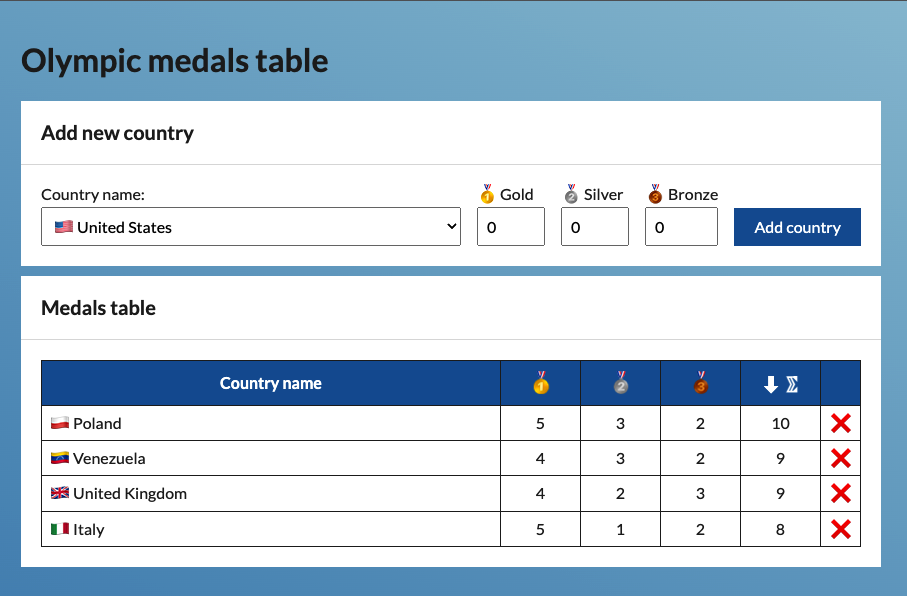 Olympic medals table
Add new country
Country name: 🥇 Gold 🥈 Silver 🥉 Bronze
🇺🇸 United States 0 0 0 Add country
Medals table
Country name 🥇 🥈 🥉 ⬇ Σ
🇵🇱 Poland 5 3 2 10 ❌
🇻🇪 Venezuela 4 3 2 9 ❌
🇬🇧 United Kingdom 4 2 3 9 ❌
🇮🇹 Italy 5 1 2 8 ❌